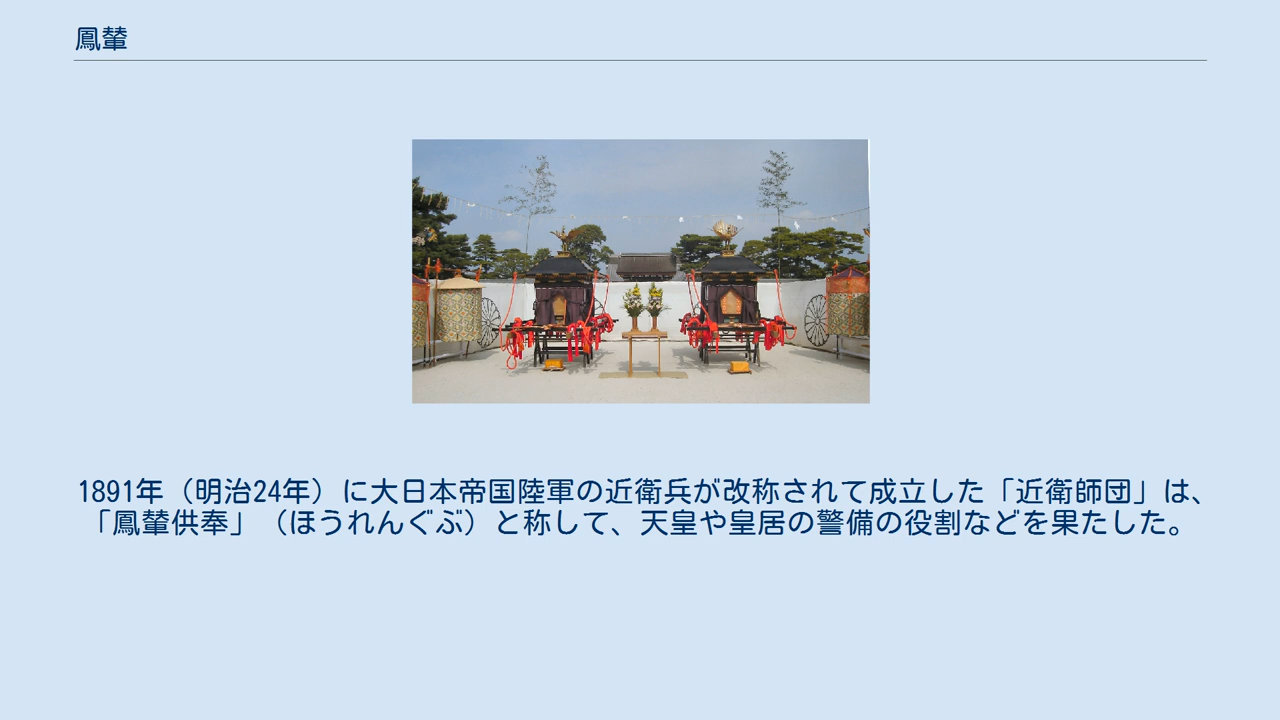 鳳輦
1891年（明治24年）に大日本帝国陸軍の近衛兵が改称されて成立した「近衛師団」は、
「鳳輦供奉」（ほうれんぐぶ）と称して、天皇や皇居の警備の役割などを果たした。